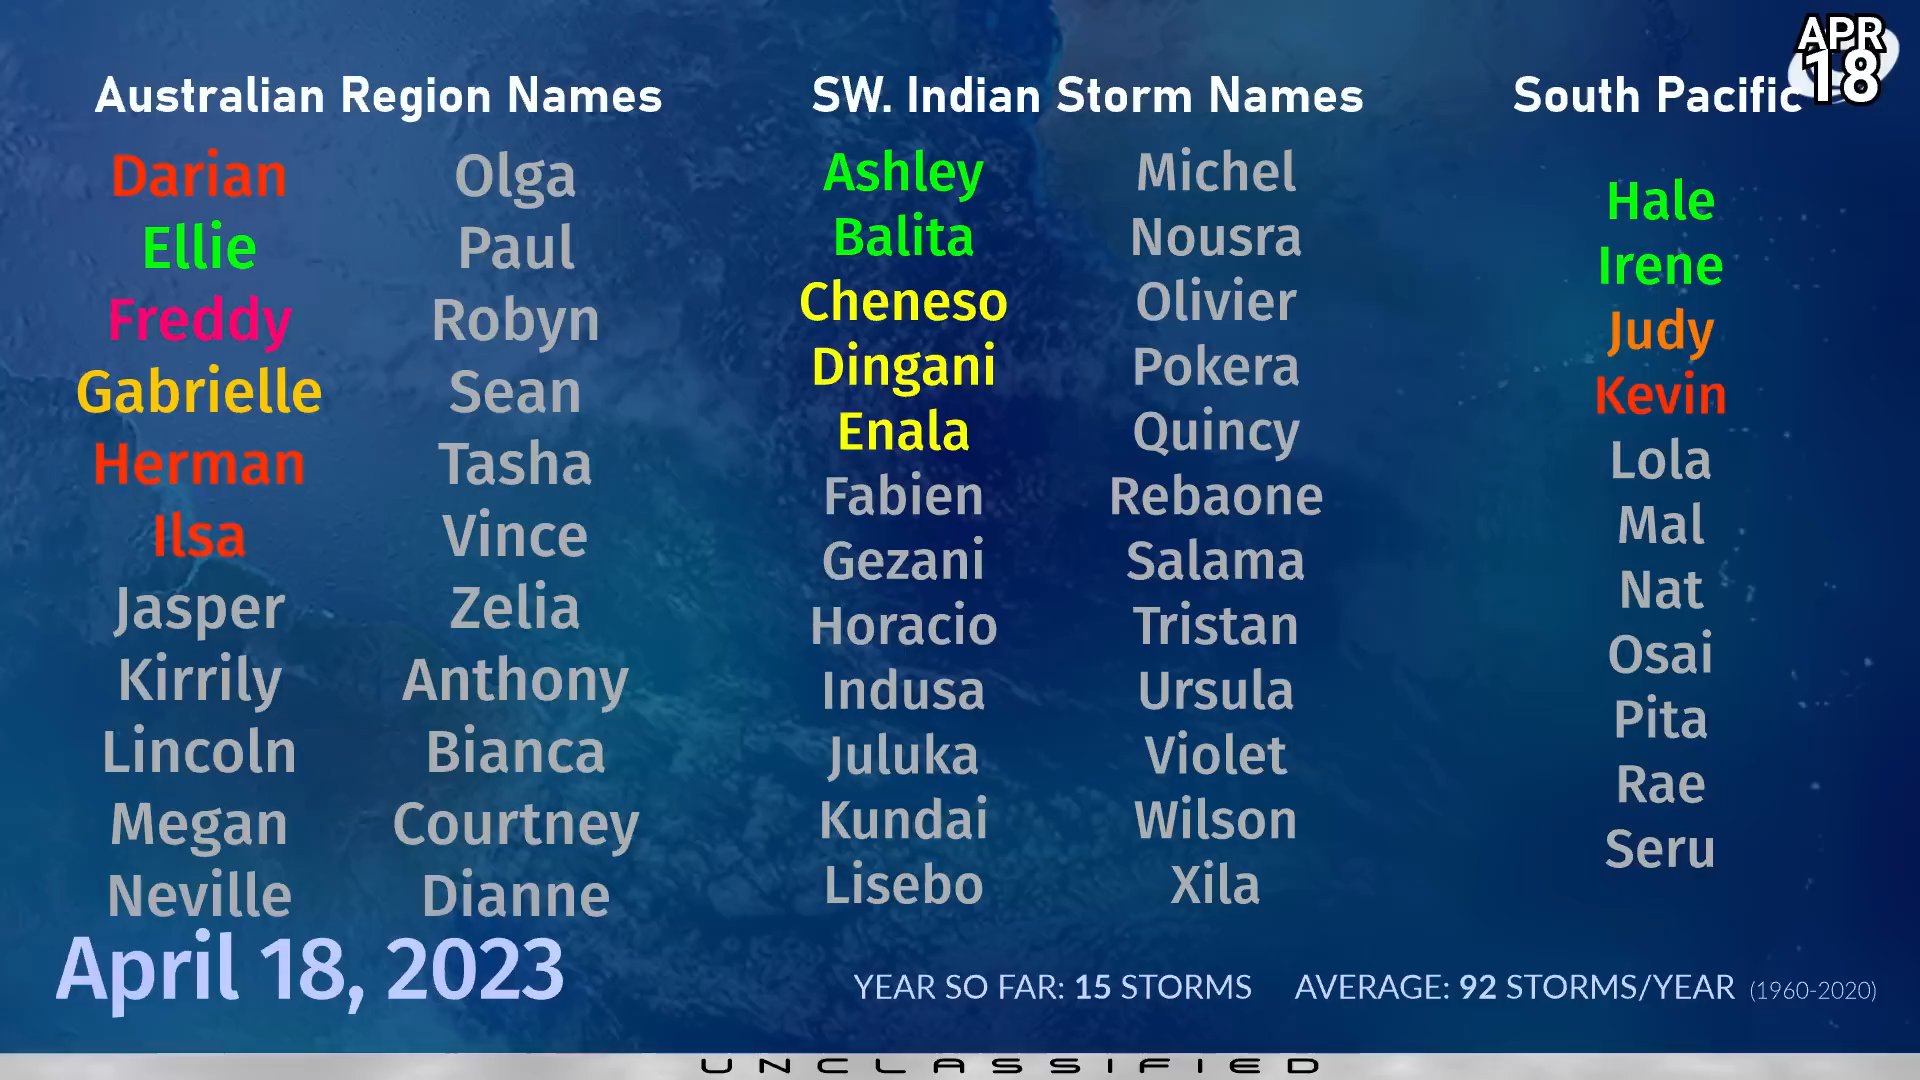 APR
18
Australian Region Names
Darian
Ellie
Freddy
Gabrielle
Herman
Ilsa
Jasper
Kirrily
Lincoln
Megan
Neville
Olga
Paul
Robyn
Sean
Tasha
Vince
Zelia
Anthony
Bianca
Courtney
Dianne
SW. Indian Storm Names
Ashley
Balita
Cheneso
Dingani
Enala
Fabien
Gezani
Horacio
Indusa
Juluka
Kundai
Lisebo
Michel
Nousra
Olivier
Pokera
Quincy
Rebaone
Salama
Tristan
Ursula
Violet
Wilson
Xila
South Pacific
Hale
Irene
Judy
Kevin
Lola
Mal
Nat
Osai
Pita
Rae
Seru
April 18, 2023
YEAR SO FAR: 15 STORMS AVERAGE: 92 STORMS/YEAR (1960-2020)
UNCLASSIFIED